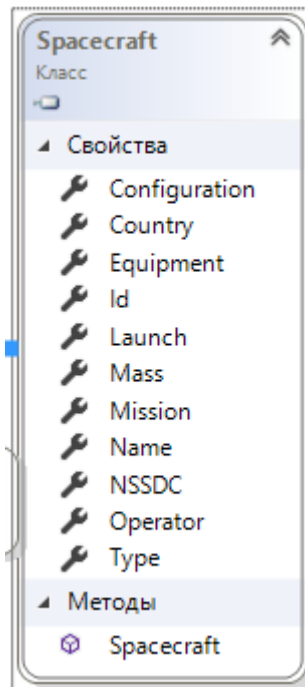 Spacecraft
Класс
Свойства
Configuration
Country
Equipment
Id
Launch
Mass
Mission
Name
NSSDC
Operator
Type
Методы
Spacecraft